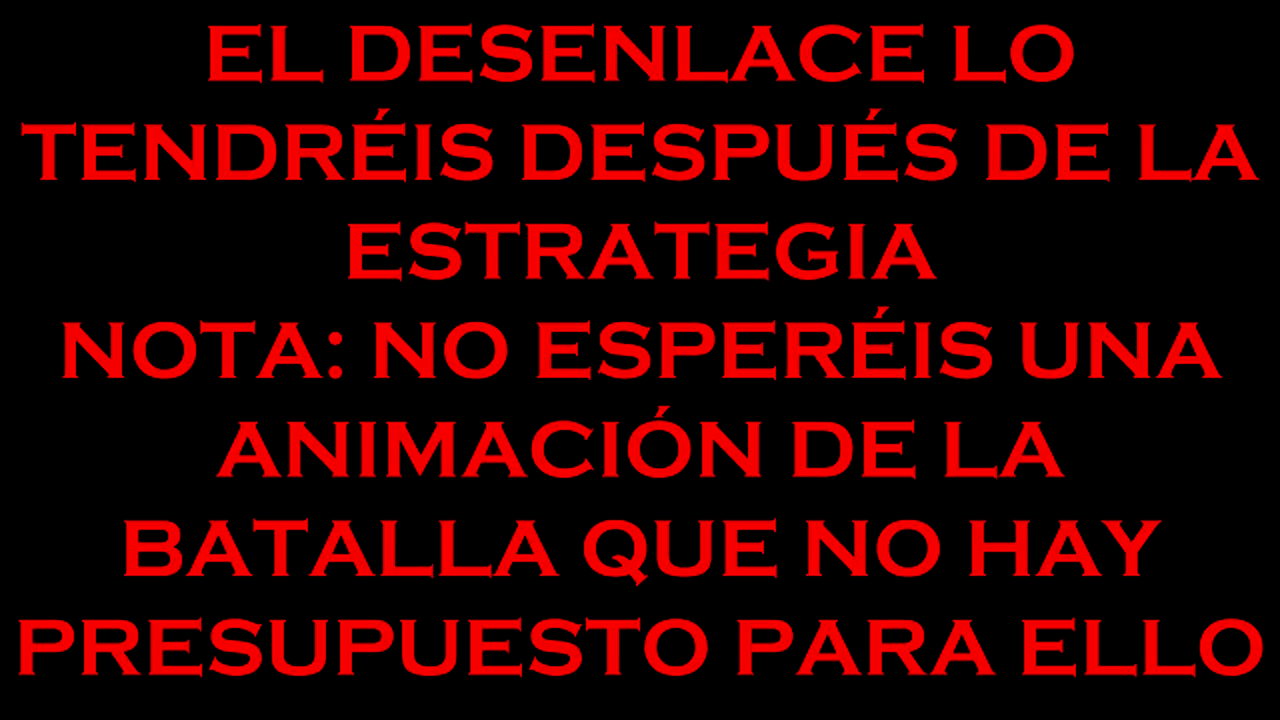 EL DESENLACE LO
TENDRÉIS DESPUÉS DE LA
ESTRATEGIA
NOTA: NO ESPERÉIS UNA
ANIMACIÓN DE LA
BATALLA QUE NO HAY
PRESUPUESTO PARA ELLO